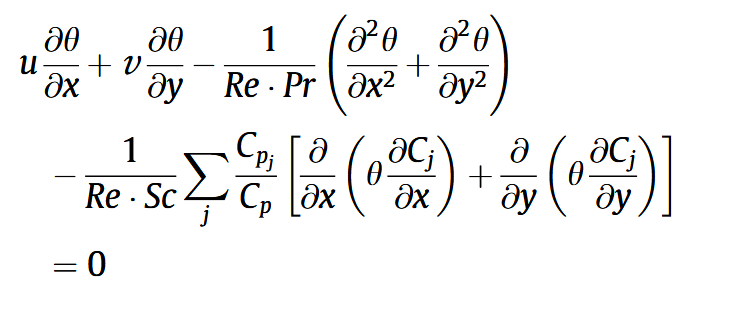 u ∂θ/∂x + v ∂θ/∂y − 1/(Re · Pr) (∂²θ/∂x² + ∂²θ/∂y²)
− 1/(Re · Sc) ∑_j C_{p_j}/C_p [∂/∂x (θ ∂C_j/∂x) + ∂/∂y (θ ∂C_j/∂y)]
= 0